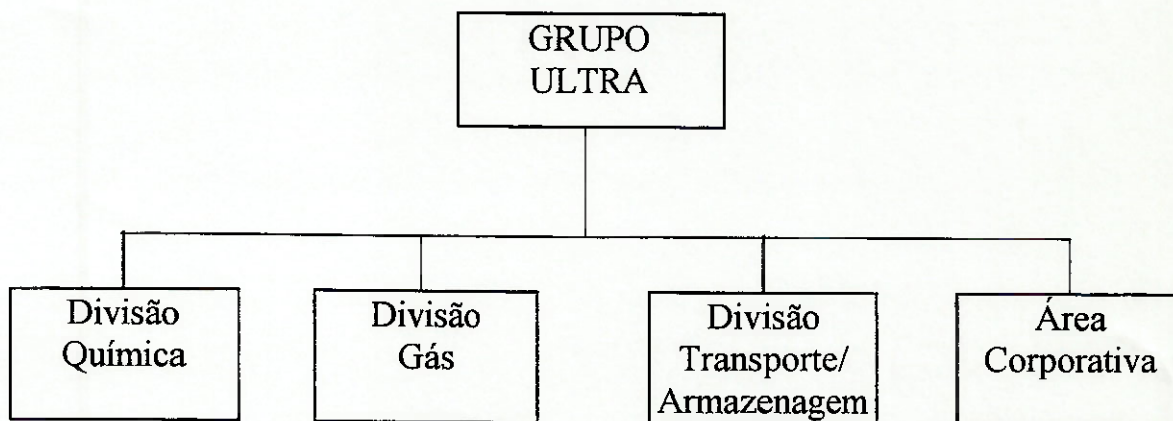 GRUPO
ULTRA
Divisão
Química
Divisão
Gás
Divisão
Transporte/
Armazenagem
Área
Corporativa